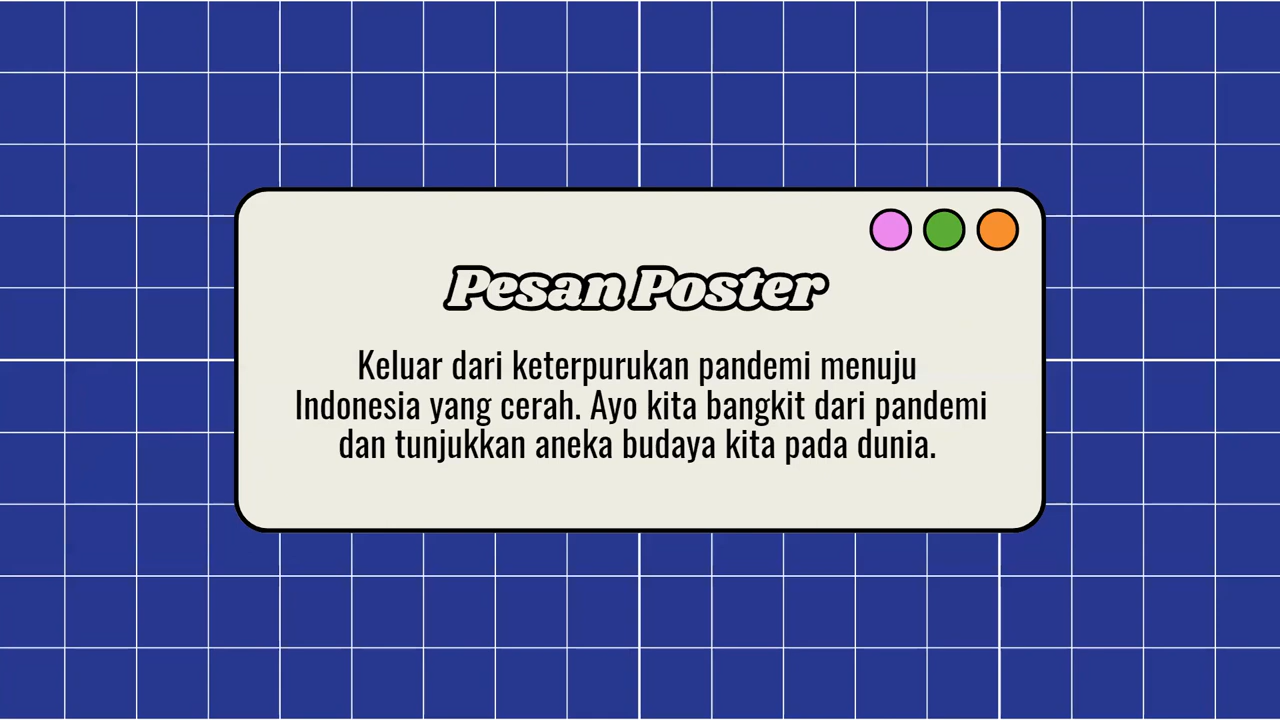 Pesan Poster
Keluar dari keterpurukan pandemi menuju
Indonesia yang cerah. Ayo kita bangkit dari pandemi
dan tunjukkan aneka budaya kita pada dunia.